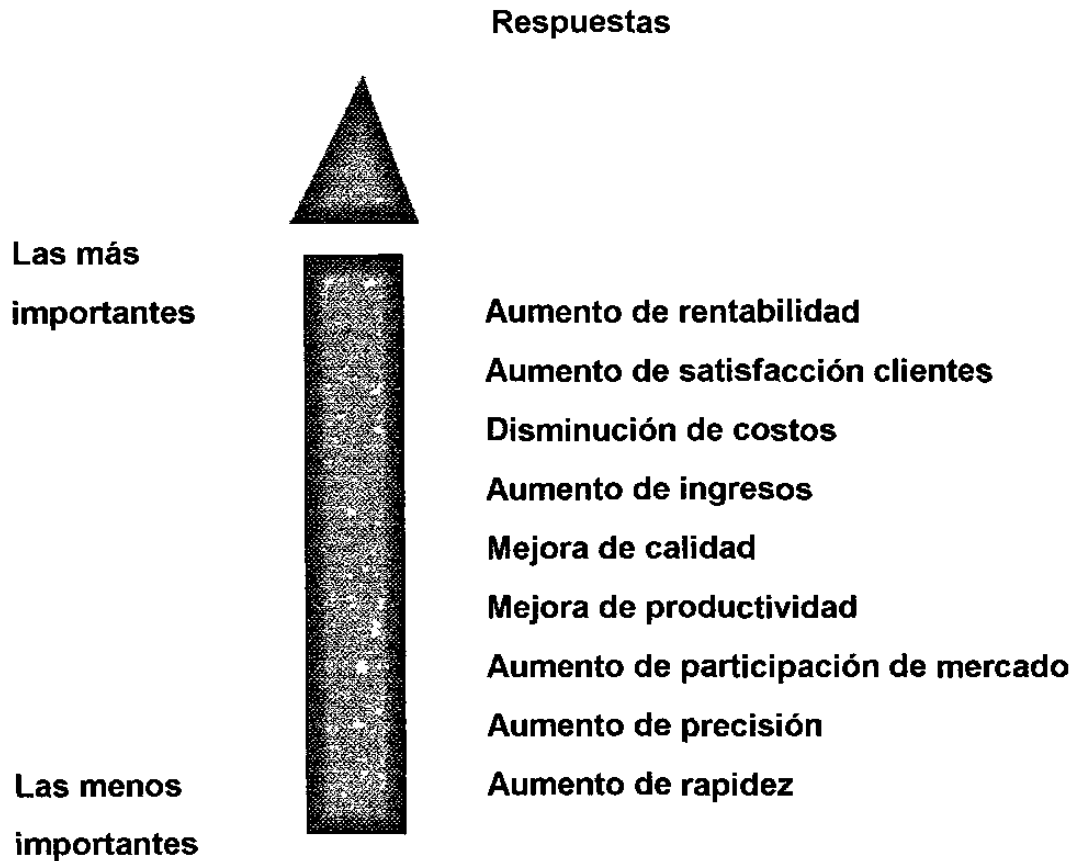 Respuestas
Las más
importantes
Aumento de rentabilidad
Aumento de satisfacción clientes
Disminución de costos
Aumento de ingresos
Mejora de calidad
Mejora de productividad
Aumento de participación de mercado
Aumento de precisión
Las menos
importantes
Aumento de rapidez